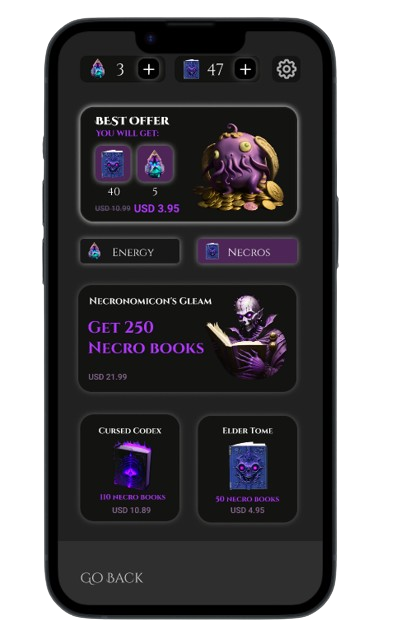 3 + 47 +
BEST OFFER
YOU WILL GET:
40 5
USD 10.99 USD 3.95
ENERGY NECROS
NECRONOMICON'S GLEAM
GET 250
NECRO BOOKS
USD 21.99
CURSED CODEX ELDER TOME
110 NECRO BOOKS 50 NECRO BOOKS
USD 10.89 USD 4.95
GO BACK